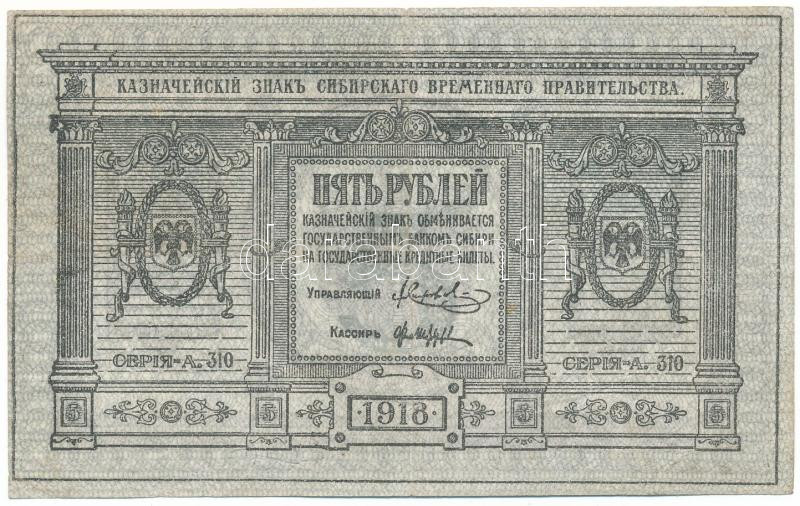 КАЗНАЧЕЙСКІЙ ЗНАКЪ СИБИРСКАГО ВРЕМЕННАГО ПРАВИТЕЛЬСТВА.
ПЯТЬ РУБЛЕЙ
КАЗНАЧЕЙСКІЙ ЗНАКЪ ОБМѢНИВАЕТСЯ
ГОСУДАРСТВЕННЫМЪ БАНКОМЪ СИБИРИ
НА ГОСУДАРСТВЕННЫЕ КРЕДИТНЫЕ БИЛЕТЫ.
УПРАВЛЯЮЩІЙ
КАССИРЪ
СЕРІЯ-А. 310
СЕРІЯ-А. 310
5 5 1918 5 5
darabanth